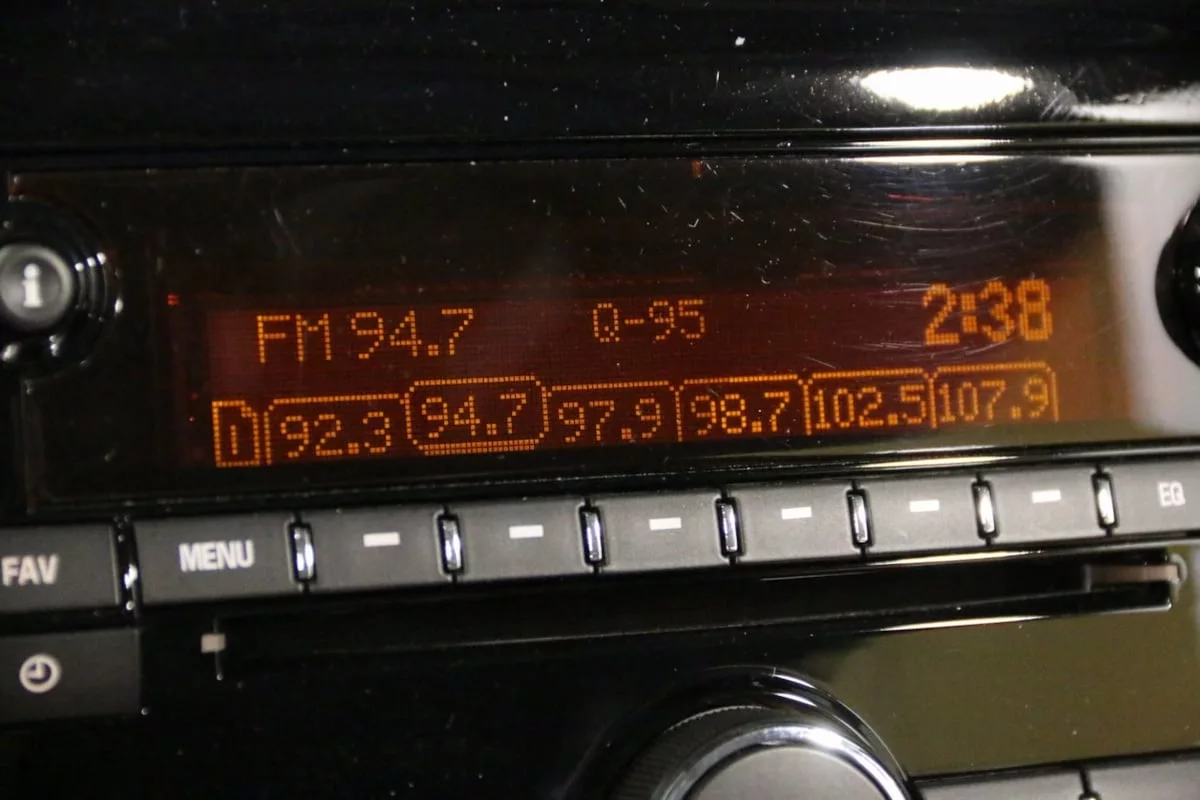 i
FM 94.7 Q-95 2:38
1 92.3 94.7 97.9 98.7 102.5 107.9
FAV MENU EQ